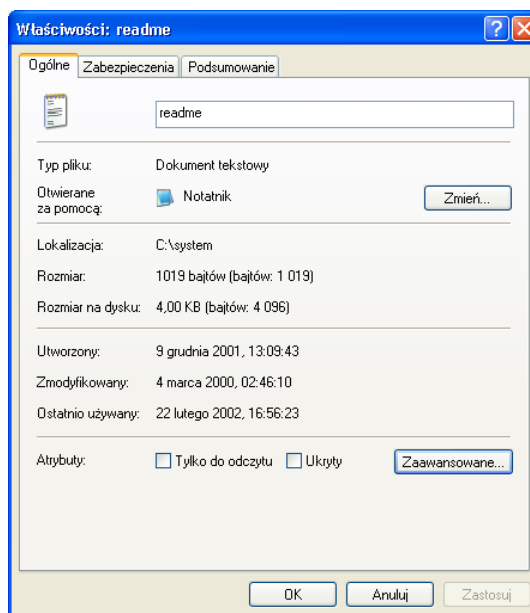 Właściwości: readme
Ogólne Zabezpieczenia Podsumowanie
readme
Typ pliku: Dokument tekstowy
Otwierane za pomocą: Notatnik Zmień...
Lokalizacja: C:\system
Rozmiar: 1019 bajtów (bajtów: 1 019)
Rozmiar na dysku: 4,00 KB (bajtów: 4 096)
Utworzony: 9 grudnia 2001, 13:09:43
Zmodyfikowany: 4 marca 2000, 02:46:10
Ostatnio używany: 22 lutego 2002, 16:56:23
Atrybuty: Tylko do odczytu Ukryty Zaawansowane...
OK Anuluj Zastosuj